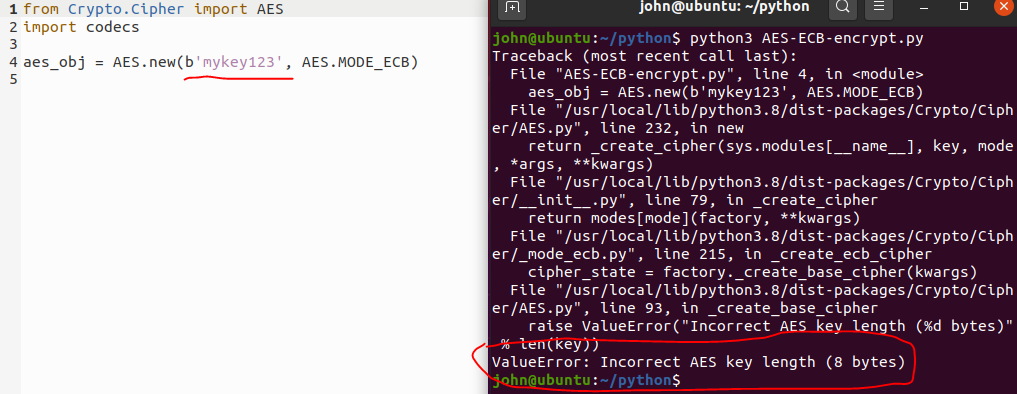 1 from Crypto.Cipher import AES
2 import codecs
3
4 aes_obj = AES.new(b'mykey123', AES.MODE_ECB)
5
john@ubuntu: ~/python
john@ubuntu:~/python$ python3 AES-ECB-encrypt.py
Traceback (most recent call last):
  File "AES-ECB-encrypt.py", line 4, in <module>
    aes_obj = AES.new(b'mykey123', AES.MODE_ECB)
  File "/usr/local/lib/python3.8/dist-packages/Crypto/Ciph
er/AES.py", line 232, in new
    return _create_cipher(sys.modules[__name__], key, mode
, *args, **kwargs)
  File "/usr/local/lib/python3.8/dist-packages/Crypto/Ciph
er/__init__.py", line 79, in _create_cipher
    return modes[mode](factory, **kwargs)
  File "/usr/local/lib/python3.8/dist-packages/Crypto/Ciph
er/_mode_ecb.py", line 215, in _create_ecb_cipher
    cipher_state = factory._create_base_cipher(kwargs)
  File "/usr/local/lib/python3.8/dist-packages/Crypto/Ciph
er/AES.py", line 93, in _create_base_cipher
    raise ValueError("Incorrect AES key length (%d bytes)"
 % len(key))
ValueError: Incorrect AES key length (8 bytes)
john@ubuntu:~/python$